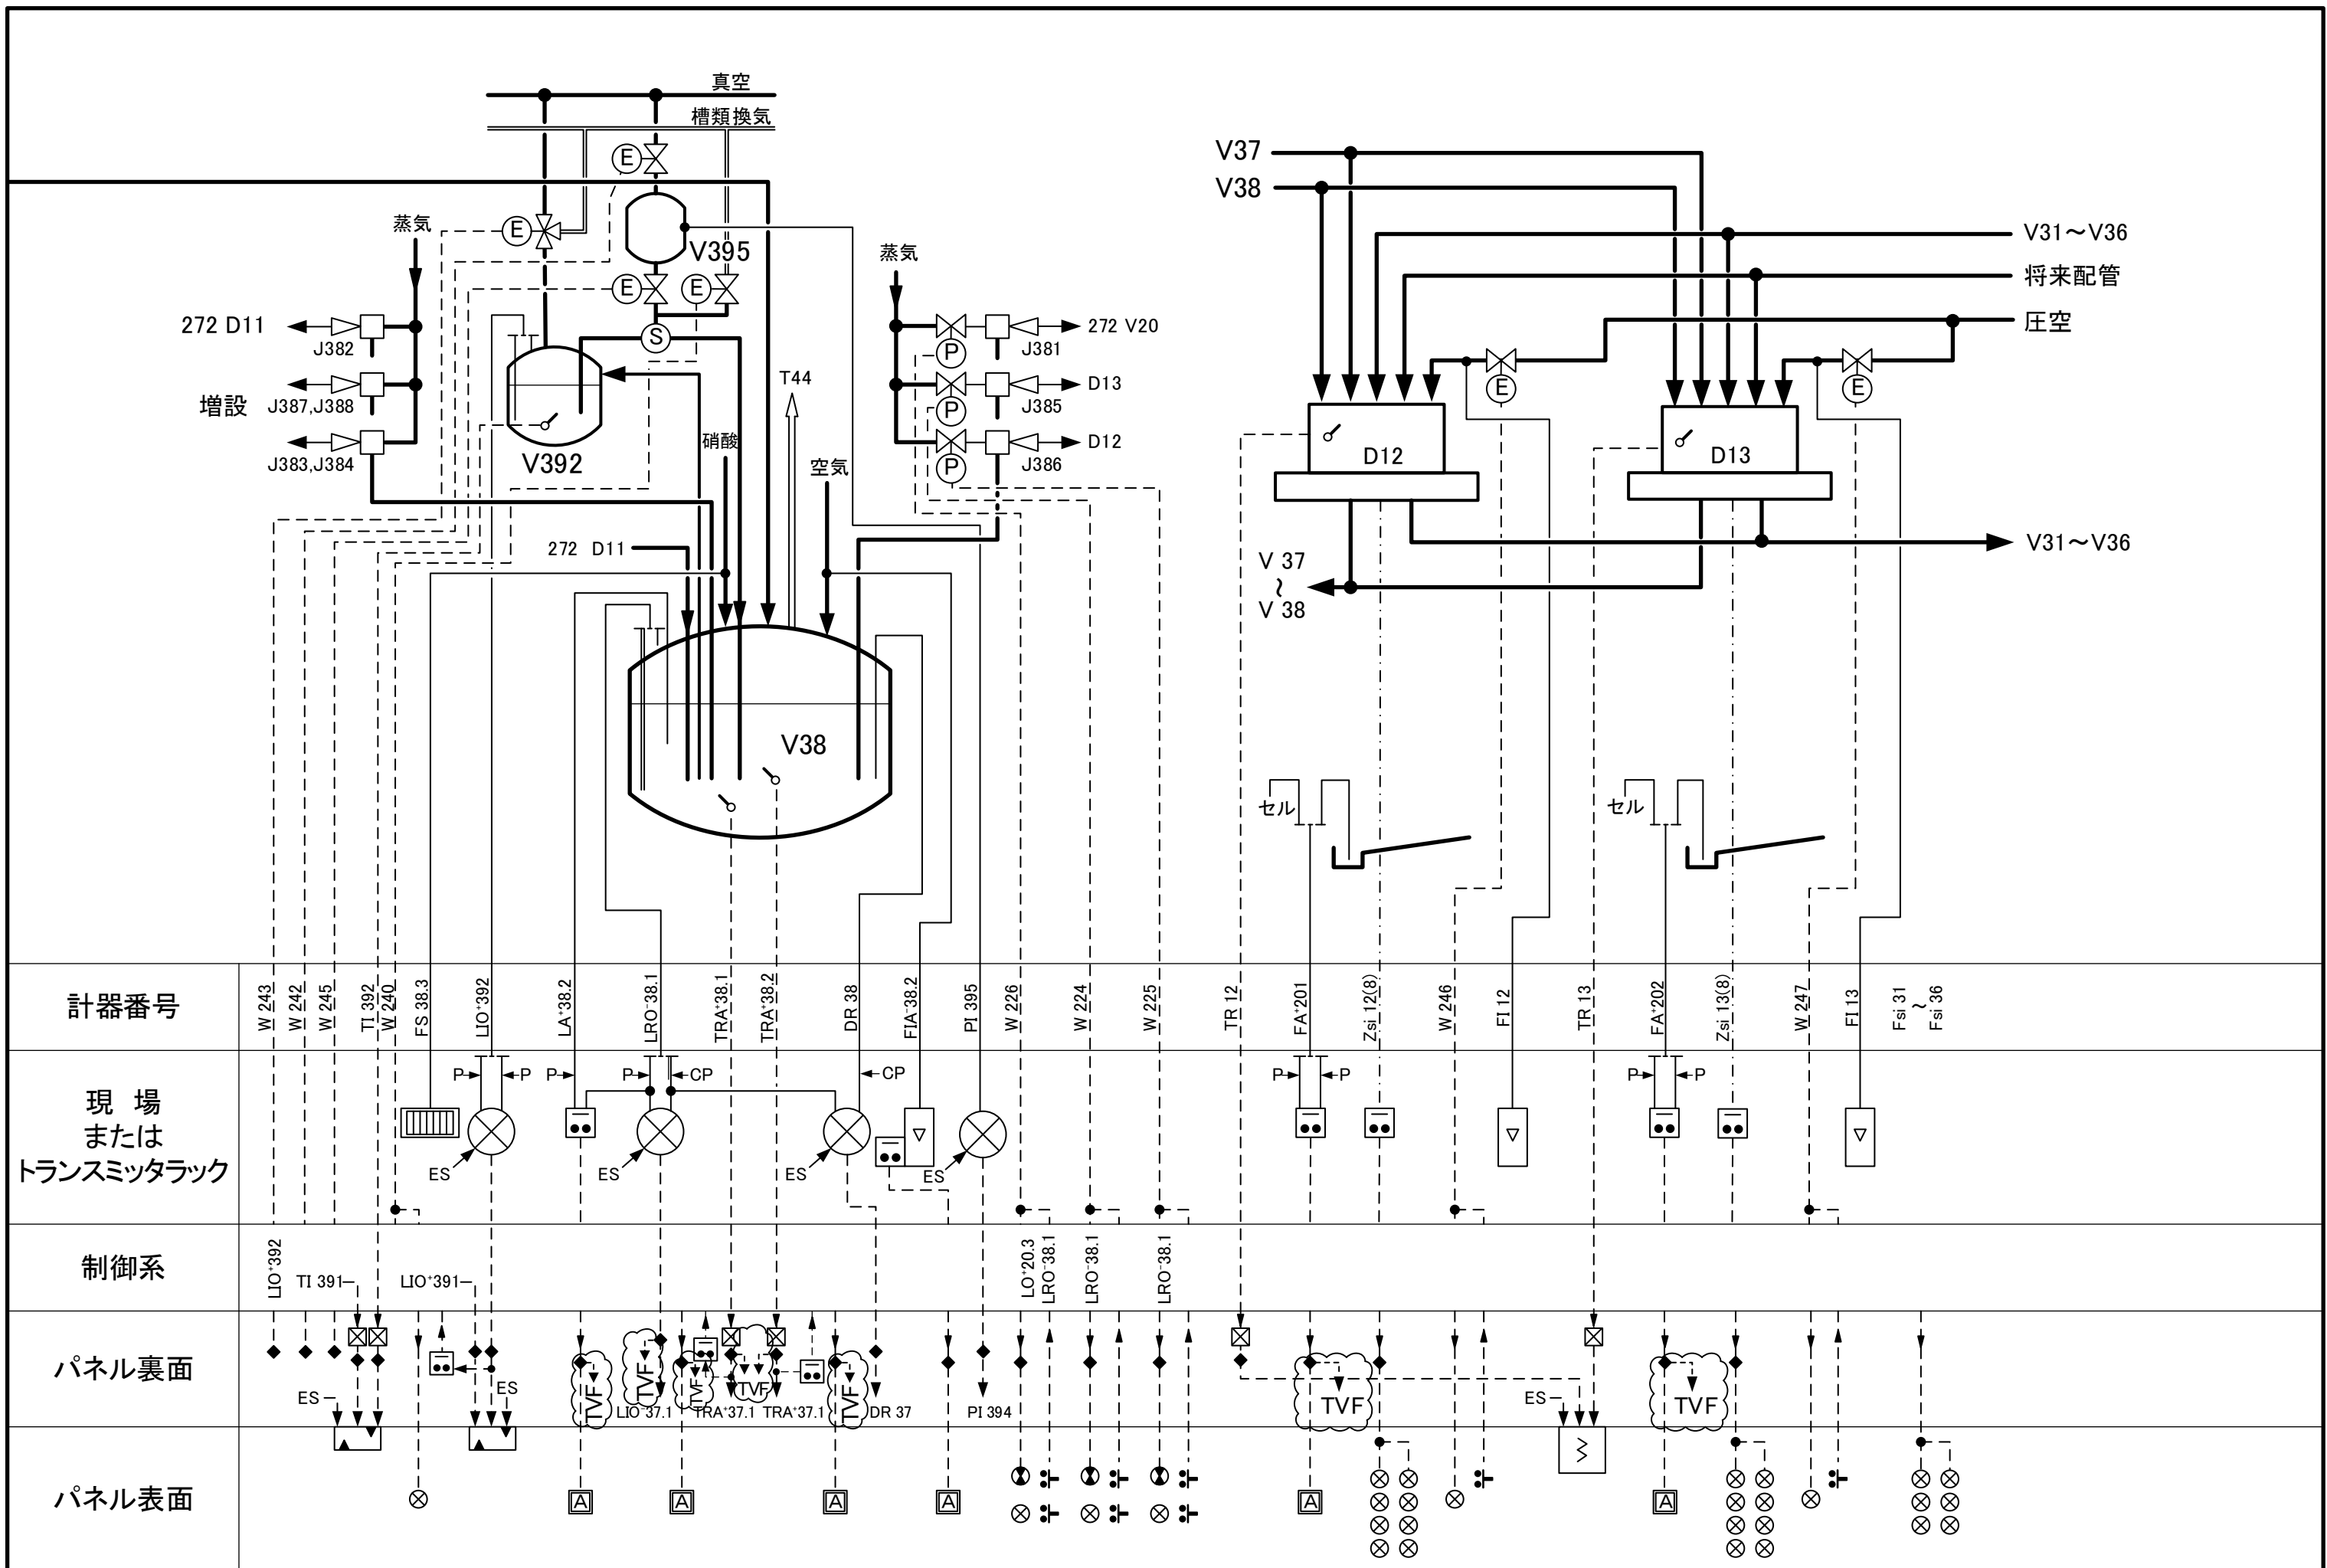 真空
槽類換気
E
V37
V38
蒸気
E
V395
蒸気
V31～V36
将来配管
E
E
272 D11
J382
S
P
J381
272 V20
圧空
T44
増設
J387,J388
P
J385
D13
E
E
J383,J384
V392
硝酸
空気
P
J386
D12
D12
D13
272 D11
V31～V36
V 37
～
V 38
V38
セル
セル
計器番号
W 243
W 242
W 245
TI 392
W 240
FS 38.3
LIO⁺392
LA⁺38.2
LRO⁻38.1
TRA⁺38.1
TRA⁺38.2
DR 38
FIA⁻38.2
PI 395
W 226
W 224
W 225
TR 12
FA⁺201
Zsi 12(8)
W 246
FI 12
TR 13
FA⁺202
Zsi 13(8)
W 247
FI 13
Fsi 31
～
Fsi 36
現 場
または
トランスミッタラック
P
P
P
P
CP
CP
P
P
P
P
ES
ES
ES
ES
制御系
LIO⁺392
TI 391
LIO⁺391
LO⁺20.3
LRO⁻38.1
LRO⁻38.1
LRO⁻38.1
パネル裏面
ES
ES
TVF
TVF
LIO⁻37.1
TVF
TRA⁺37.1
TVF
TRA⁺37.1
TVF
DR 37
PI 394
TVF
ES
TVF
パネル表面
A
A
A
A
A
A